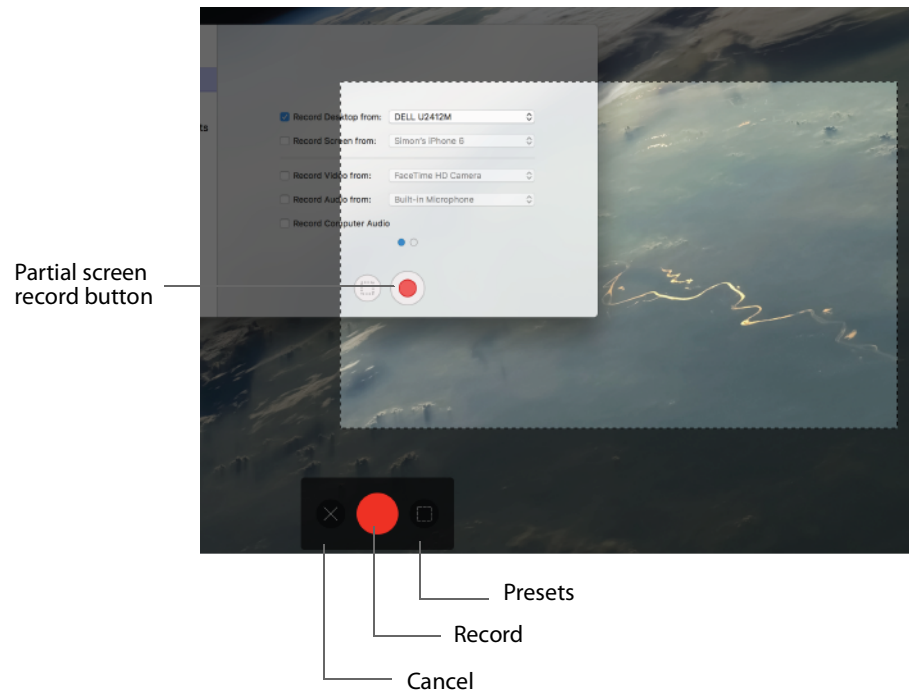 ts
Record Desktop from: DELL U2412M
Record Screen from: Simon's iPhone 6
Record Video from: FaceTime HD Camera
Record Audio from: Built-in Microphone
Record Computer Audio
Partial screen
record button
Presets
Record
Cancel